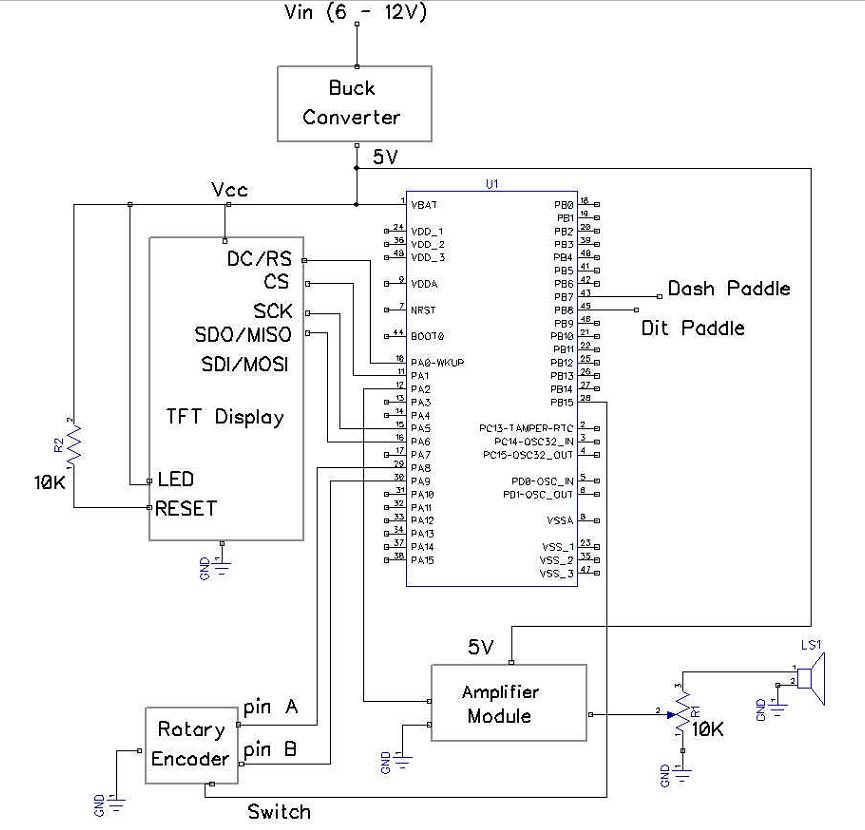 Vin (6 - 12V)
Buck
Converter
5V
Vcc
U1
1 VBAT
24 VDD_1
36 VDD_2
48 VDD_3
9 VDDA
7 NRST
44 BOOT0
10 PA0-WKUP
11 PA1
12 PA2
13 PA3
14 PA4
15 PA5
16 PA6
17 PA7
29 PA8
30 PA9
31 PA10
32 PA11
33 PA12
34 PA13
37 PA14
38 PA15
PB0 18
PB1 19
PB2 20
PB3 39
PB4 40
PB5 41
PB6 42
PB7 43
PB8 45
PB9 46
PB10 21
PB11 22
PB12 25
PB13 26
PB14 27
PB15 28
PC13-TAMPER-RTC 2
PC14-OSC32_IN 3
PC15-OSC32_OUT 4
PD0-OSC_IN 5
PD1-OSC_OUT 6
VSSA 8
VSS_1 23
VSS_2 35
VSS_3 47
Dash Paddle
Dit Paddle
DC/RS
CS
SCK
SDO/MISO
SDI/MOSI
TFT Display
LED
RESET
2
R2
1
10K
GND 1
5V
Amplifier
Module
GND 1
LS1
1
2
GND 1
3
2
R1
10K
1
GND 1
pin A
Rotary
Encoder
pin B
GND 1
Switch